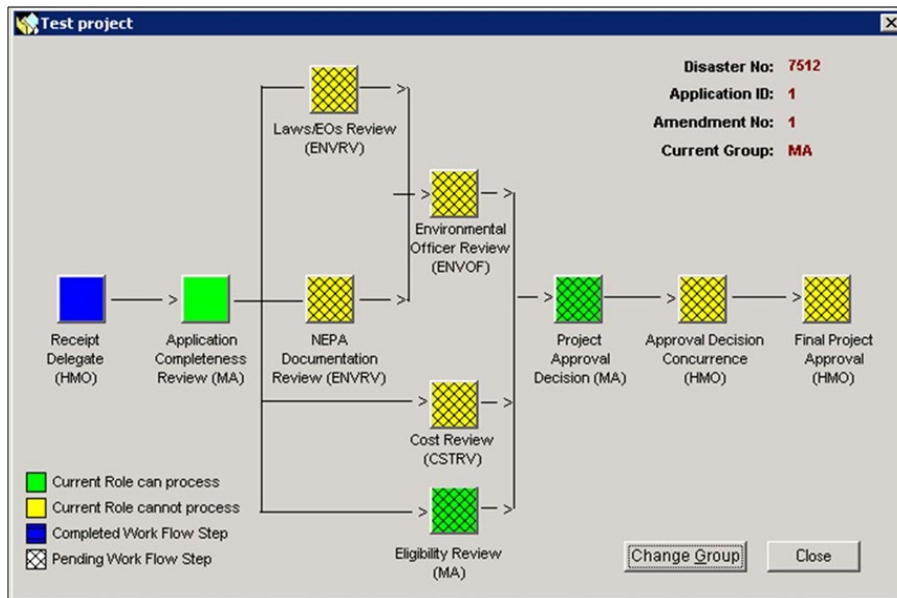 Test project
Disaster No: 7512
Application ID: 1
Amendment No: 1
Current Group: MA
Laws/EOs Review
(ENVRV)
Environmental
Officer Review
(ENVOF)
Receipt
Delegate
(HMO)
Application
Completeness
Review (MA)
NEPA
Documentation
Review (ENVRV)
Project
Approval
Decision (MA)
Approval Decision
Concurrence
(HMO)
Final Project
Approval
(HMO)
Cost Review
(CSTRV)
Eligibility Review
(MA)
Current Role can process
Current Role cannot process
Completed Work Flow Step
Pending Work Flow Step
Change Group
Close